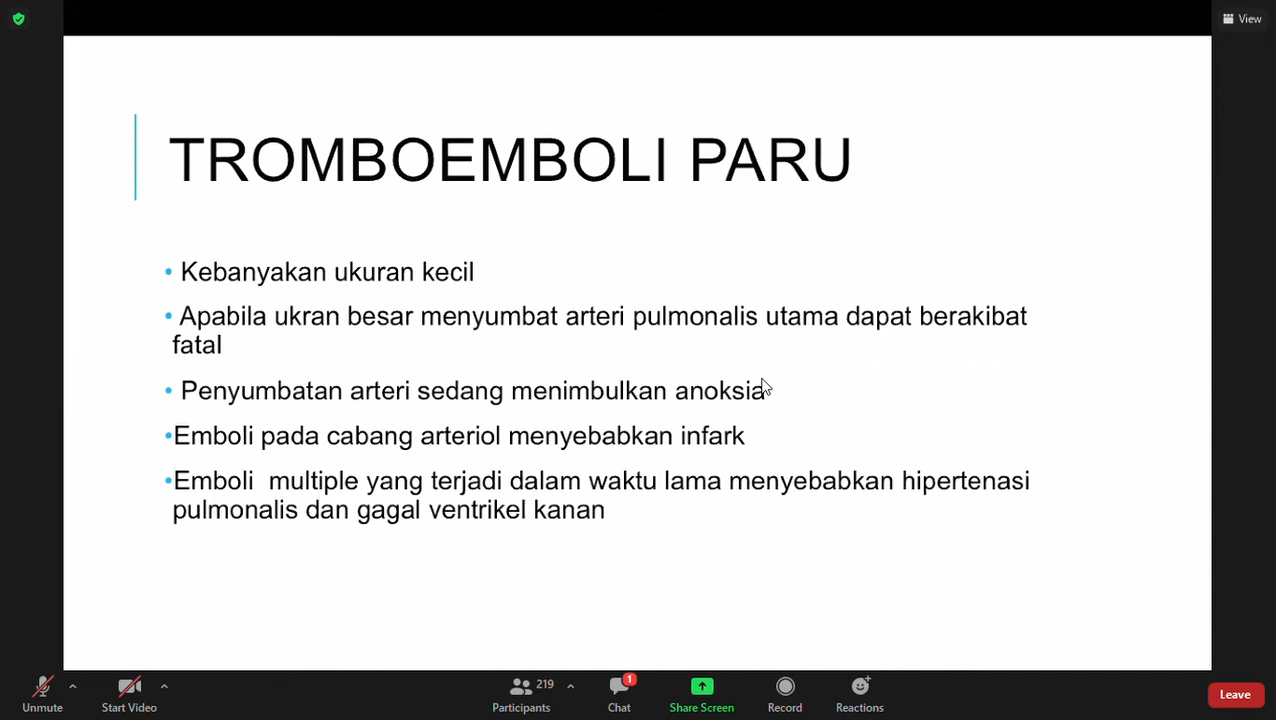 View
TROMBOEMBOLI PARU
• Kebanyakan ukuran kecil
• Apabila ukran besar menyumbat arteri pulmonalis utama dapat berakibat
fatal
• Penyumbatan arteri sedang menimbulkan anoksia
•Emboli pada cabang arteriol menyebabkan infark
•Emboli multiple yang terjadi dalam waktu lama menyebabkan hipertenasi
pulmonalis dan gagal ventrikel kanan
219
1
Unmute
Start Video
Participants
Chat
Share Screen
Record
Reactions
Leave